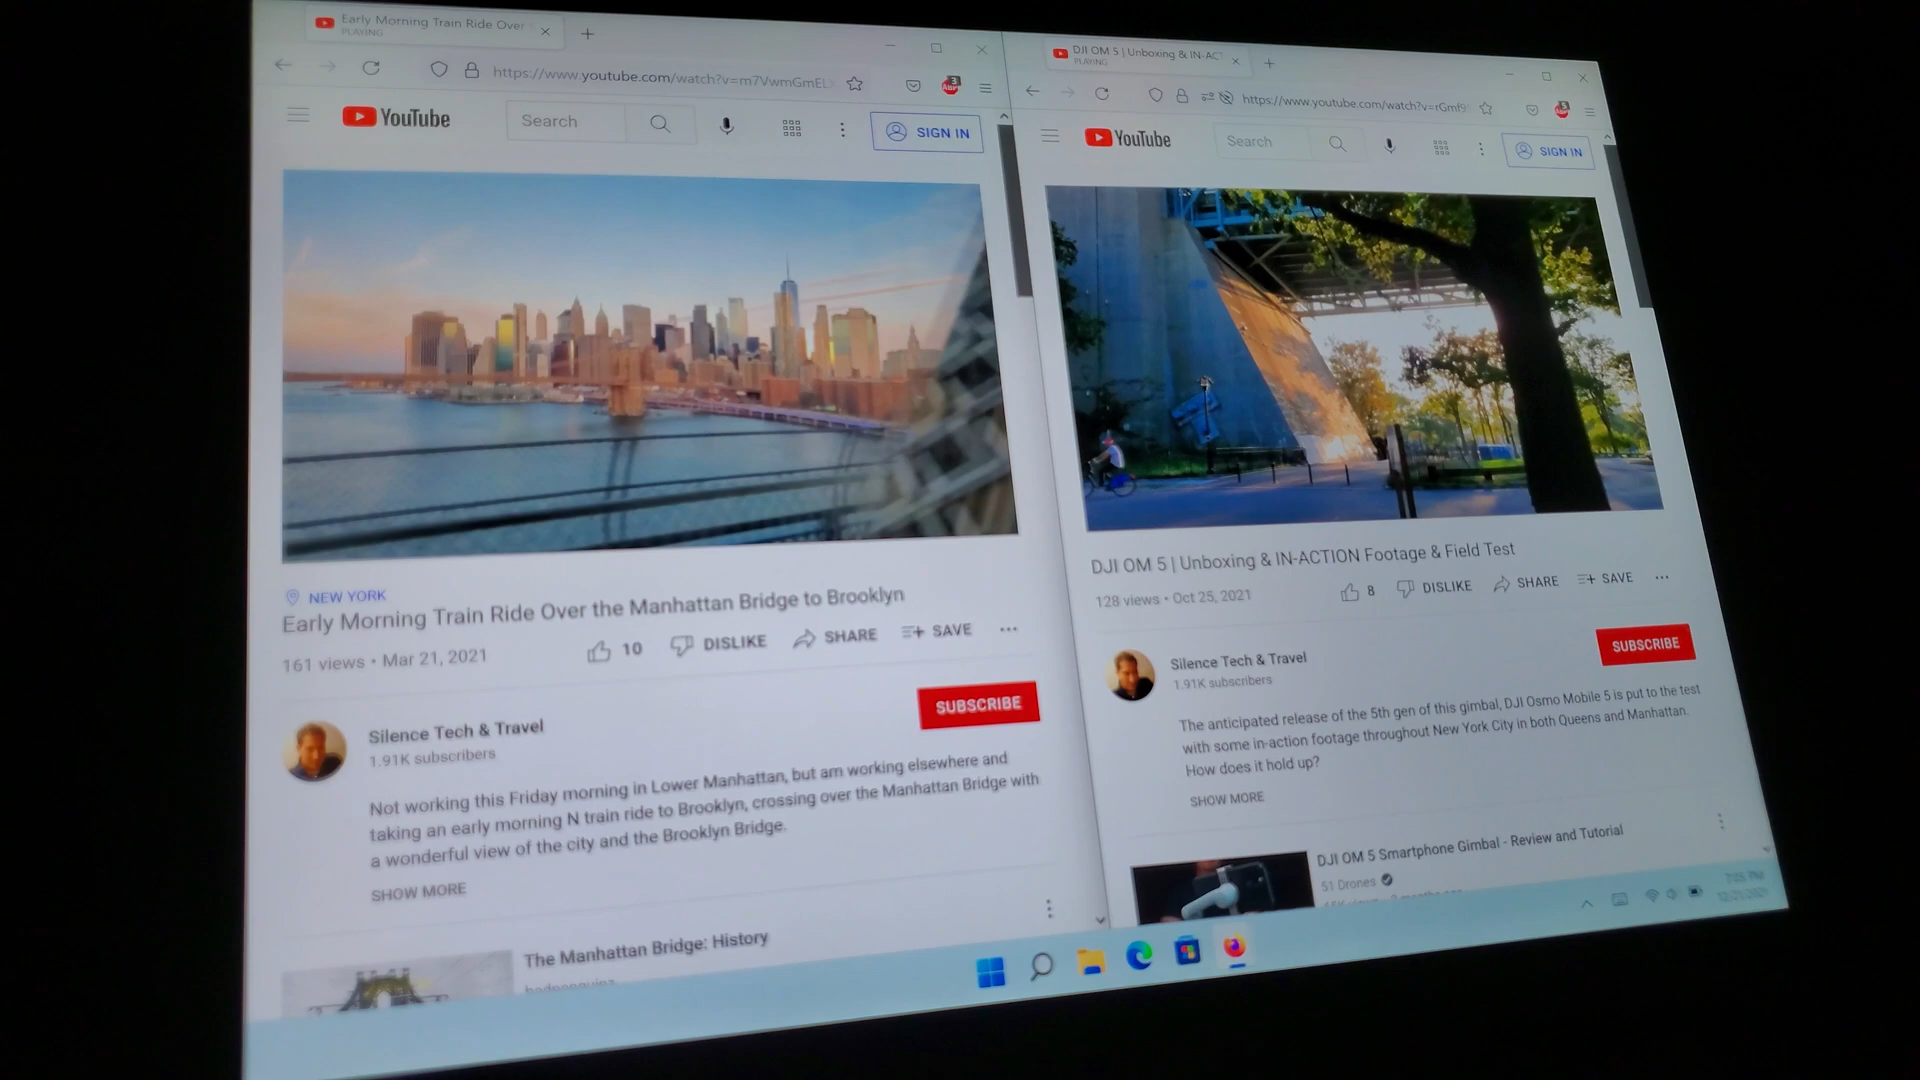 Early Morning Train Ride Over
PLAYING
https://www.youtube.com/watch?v=m7VwmGmEL
3
ABP
YouTube
Search
SIGN IN
NEW YORK
Early Morning Train Ride Over the Manhattan Bridge to Brooklyn
161 views • Mar 21, 2021
10
DISLIKE
SHARE
SAVE
Silence Tech & Travel
1.91K subscribers
SUBSCRIBE
Not working this Friday morning in Lower Manhattan, but am working elsewhere and
taking an early morning N train ride to Brooklyn, crossing over the Manhattan Bridge with
a wonderful view of the city and the Brooklyn Bridge.
SHOW MORE
The Manhattan Bridge: History
DJI OM 5 | Unboxing & IN-ACT
PLAYING
https://www.youtube.com/watch?v=rGmf9
YouTube
Search
SIGN IN
DJI OM 5 | Unboxing & IN-ACTION Footage & Field Test
128 views • Oct 25, 2021
8
DISLIKE
SHARE
SAVE
Silence Tech & Travel
1.91K subscribers
SUBSCRIBE
The anticipated release of the 5th gen of this gimbal, DJI Osmo Mobile 5 is put to the test
with some in-action footage throughout New York City in both Queens and Manhattan.
How does it hold up?
SHOW MORE
DJI OM 5 Smartphone Gimbal - Review and Tutorial
51 Drones
7:05 PM
12/21/2021